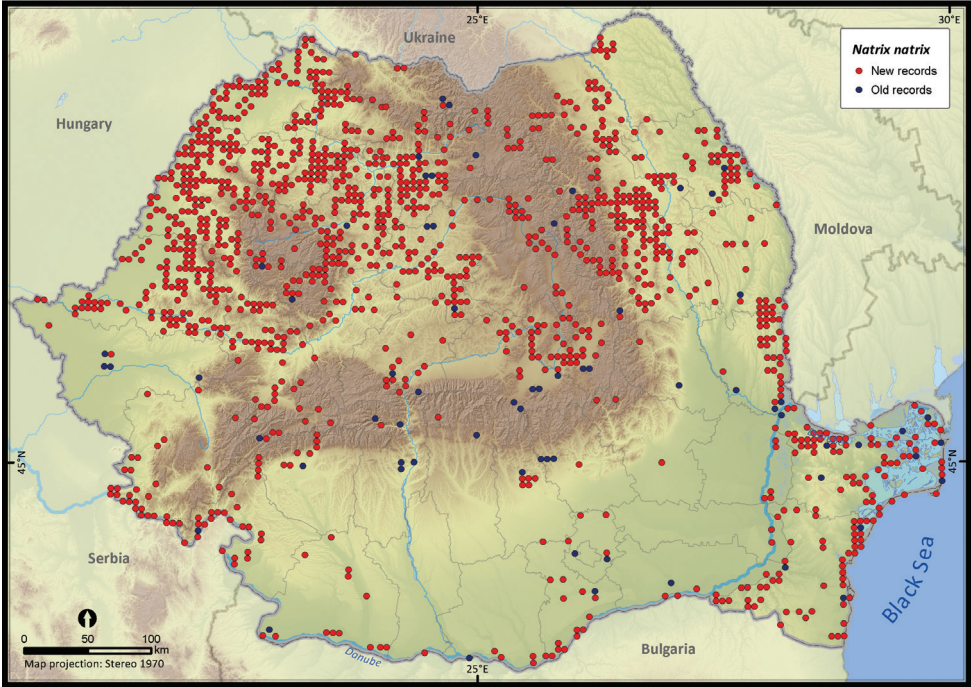 25°E
30°E
Ukraine
Natrix natrix
New records
Old records
Hungary
Moldova
45°N
45°N
Serbia
Black Sea
0 50 100
km
Map projection: Stereo 1970
Danube
Bulgaria
25°E